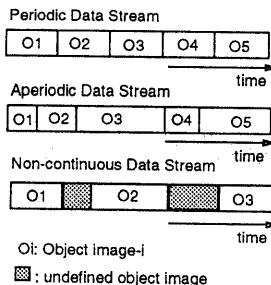 Periodic Data Stream
O1 O2 O3 O4 O5
time
Aperiodic Data Stream
O1 O2 O3 O4 O5
time
Non-continuous Data Stream
O1 O2 O3
time
Oi: Object image-i
: undefined object image